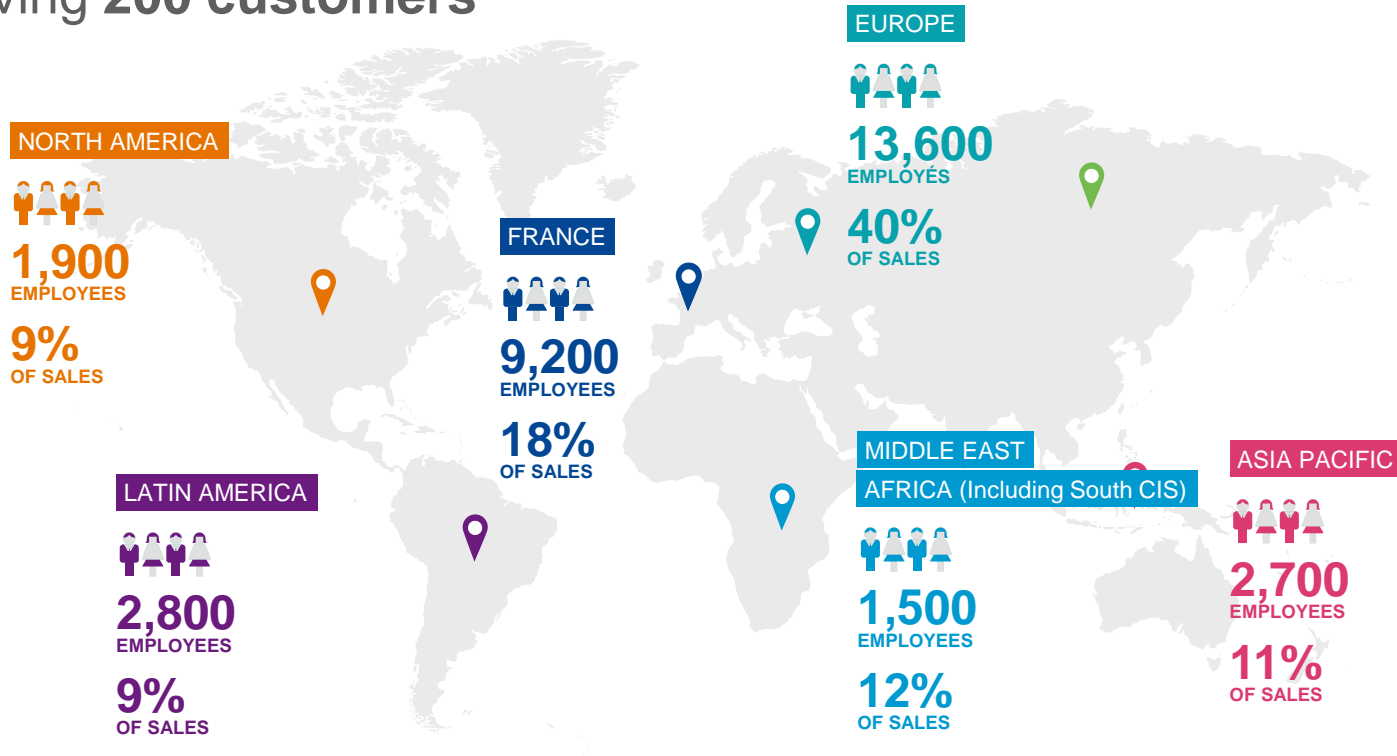 200 customers
EUROPE
13,600
EMPLOYÉS
40%
OF SALES
NORTH AMERICA
1,900
EMPLOYEES
9%
OF SALES
FRANCE
9,200
EMPLOYEES
18%
OF SALES
MIDDLE EAST
AFRICA (Including South CIS)
1,500
EMPLOYEES
12%
OF SALES
ASIA PACIFIC
2,700
EMPLOYEES
11%
OF SALES
LATIN AMERICA
2,800
EMPLOYEES
9%
OF SALES